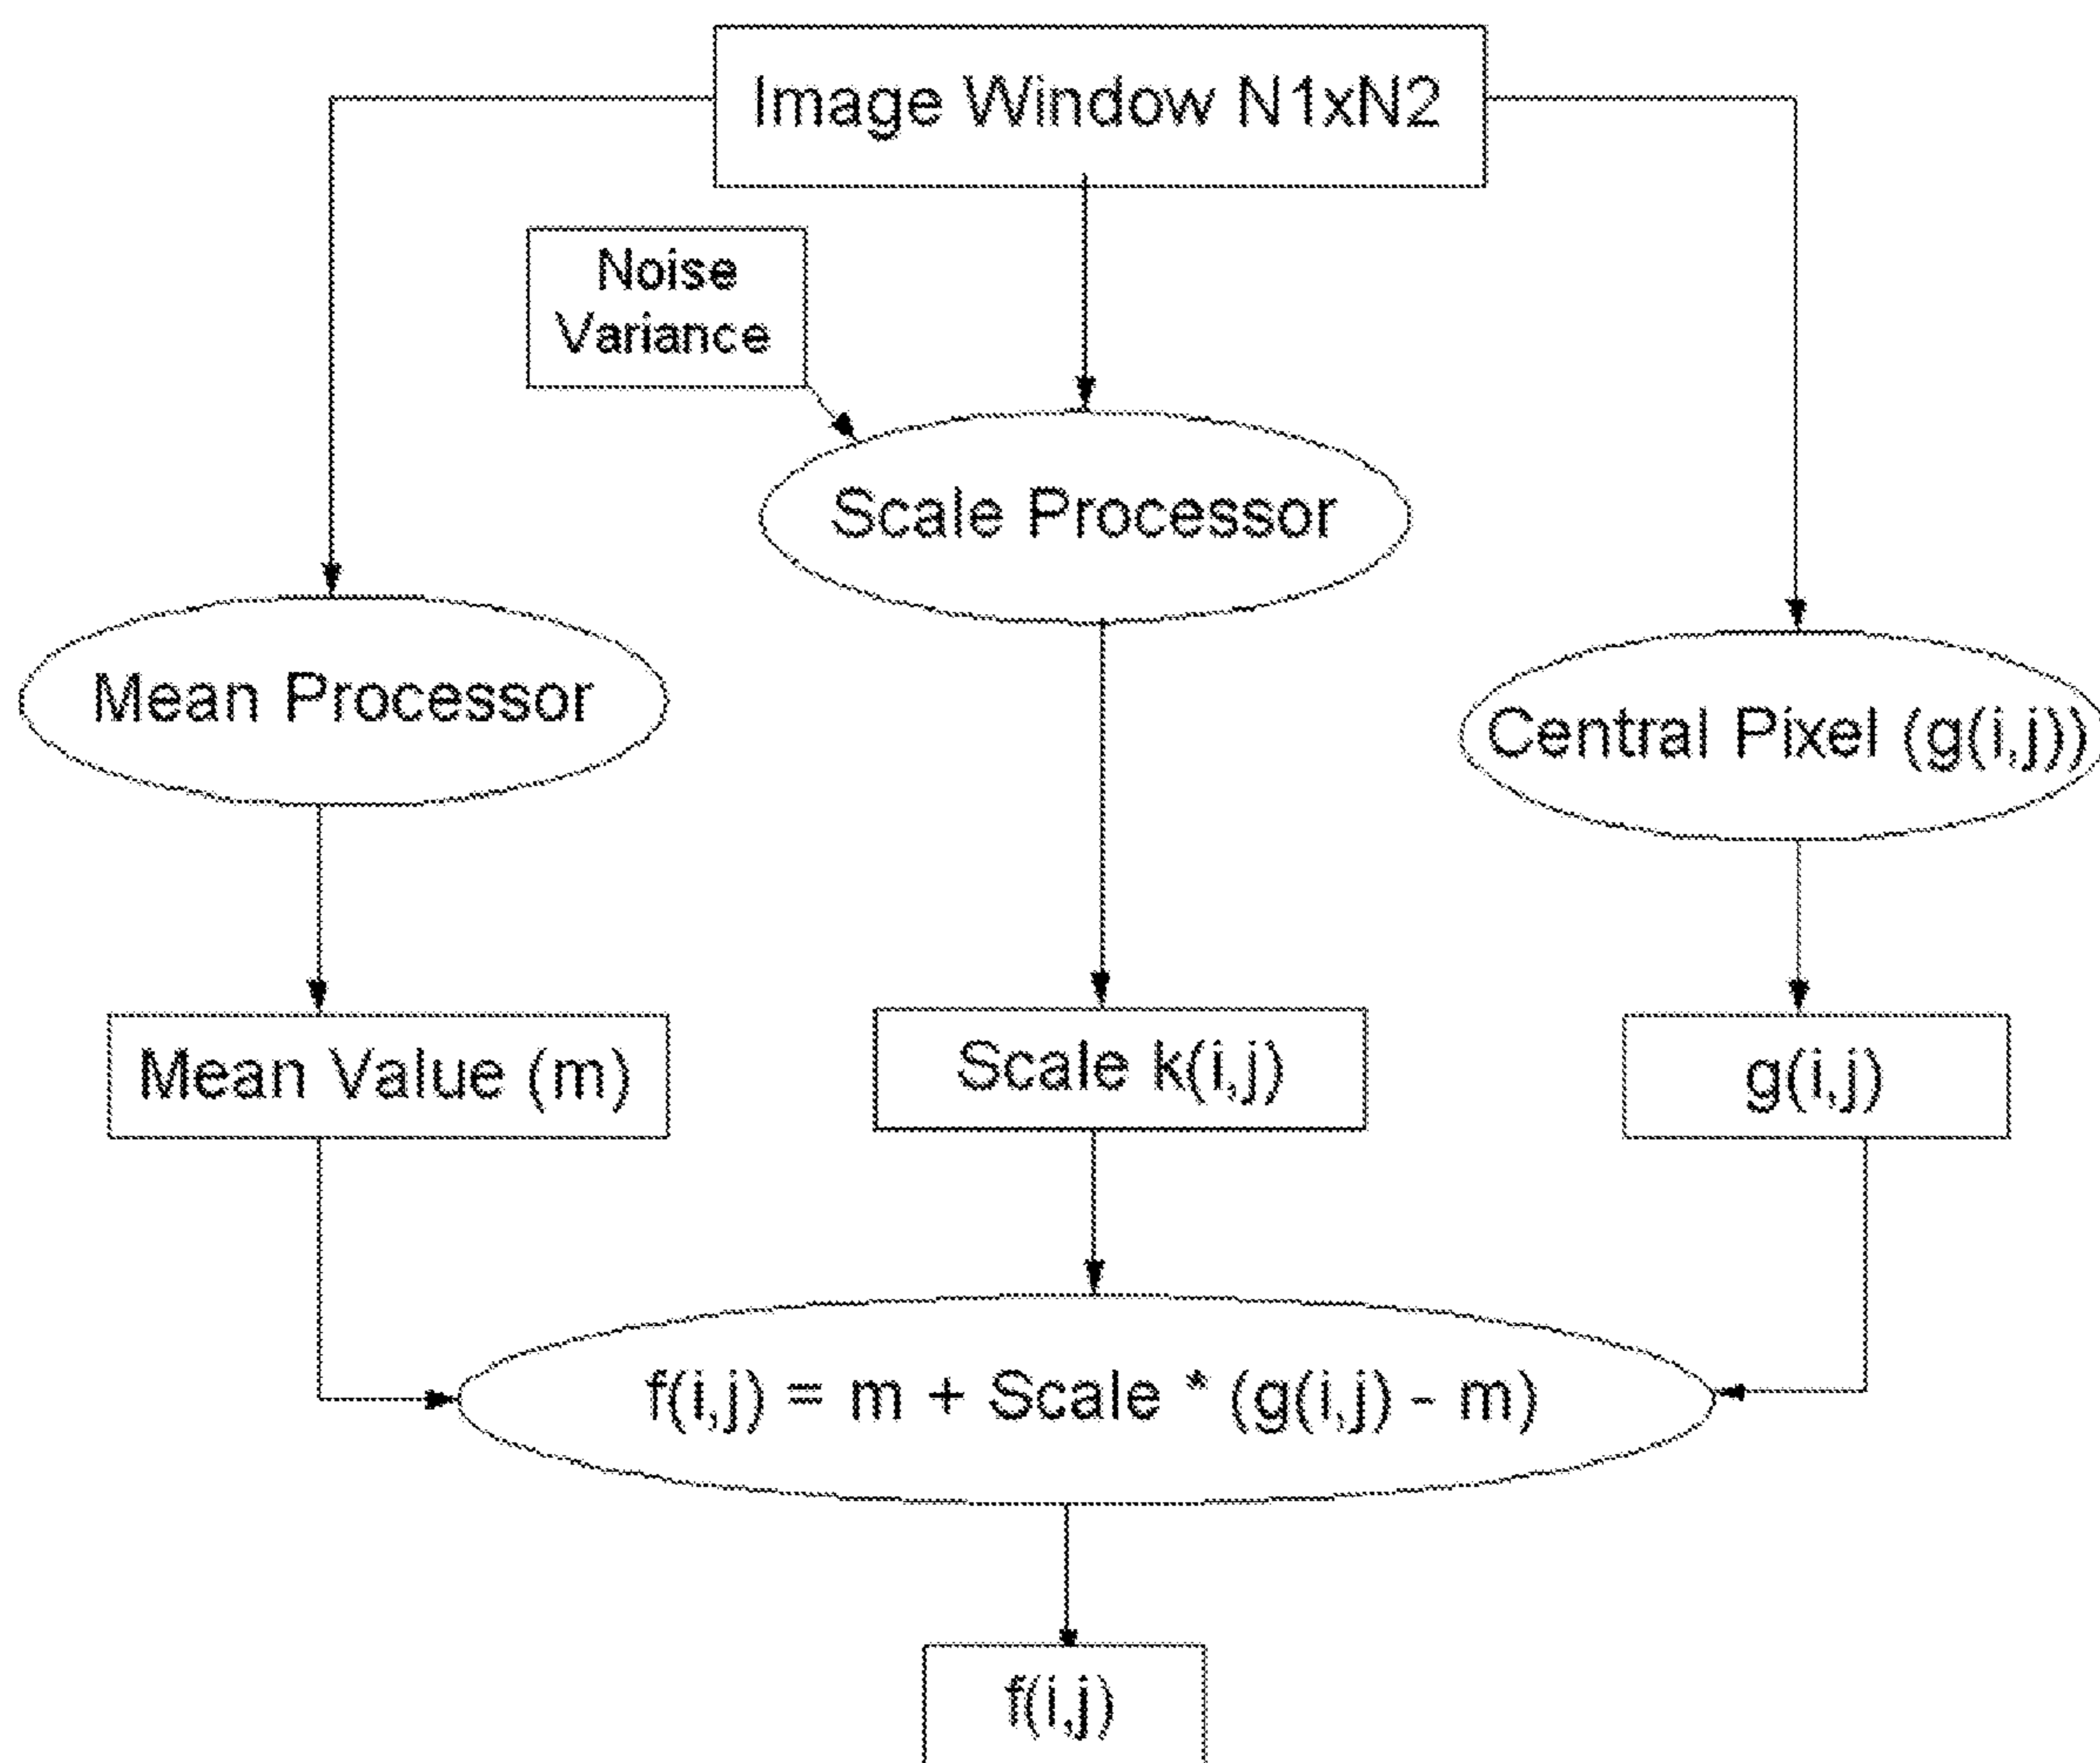 Image Window N1xN2
Noise
Variance
Scale Processor
Mean Processor
Central Pixel (g(i,j))
Mean Value (m)
Scale k(i,j)
g(i,j)
f(i,j) = m + Scale * (g(i,j) - m)
f(i,j)